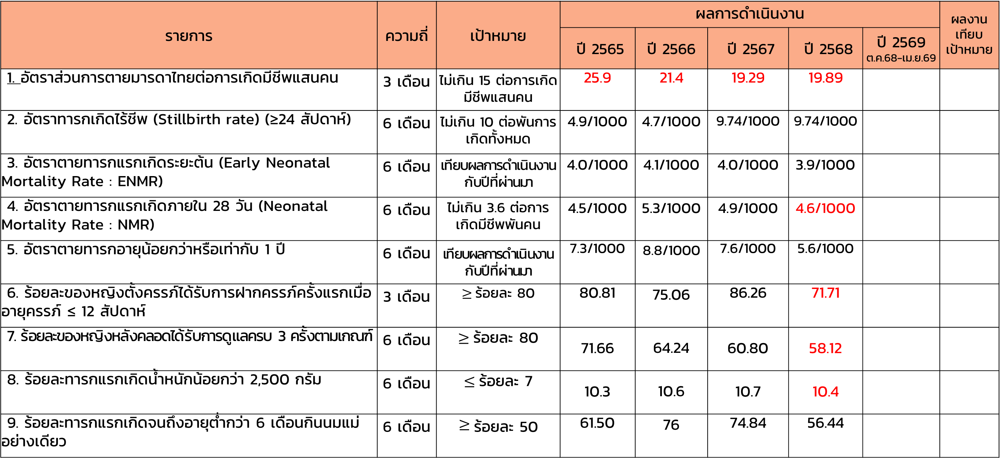 รายการ
ความถี่
เป้าหมาย
ผลการดำเนินงาน
ผลงาน
เทียบ
เป้าหมาย
ปี 2565
ปี 2566
ปี 2567
ปี 2568
ปี 2569
ต.ค.68-เม.ย.69
1. อัตราส่วนการตายมารดาไทยต่อการเกิดมีชีพแสนคน
3 เดือน
ไม่เกิน 15 ต่อการเกิด
มีชีพแสนคน
25.9
21.4
19.29
19.89
2. อัตราทารกเกิดไร้ชีพ (Stillbirth rate) (≥24 สัปดาห์)
6 เดือน
ไม่เกิน 10 ต่อพันการ
เกิดทั้งหมด
4.9/1000
4.7/1000
9.74/1000
9.74/1000
3. อัตราตายทารกแรกเกิดระยะต้น (Early Neonatal
Mortality Rate : ENMR)
6 เดือน
เทียบผลการดำเนินงาน
กับปีที่ผ่านมา
4.0/1000
4.1/1000
4.0/1000
3.9/1000
4. อัตราตายทารกแรกเกิดภายใน 28 วัน (Neonatal
Mortality Rate : NMR)
6 เดือน
ไม่เกิน 3.6 ต่อการ
เกิดมีชีพพันคน
4.5/1000
5.3/1000
4.9/1000
4.6/1000
5. อัตราตายทารกอายุน้อยกว่าหรือเท่ากับ 1 ปี
6 เดือน
เทียบผลการดำเนินงาน
กับปีที่ผ่านมา
7.3/1000
8.8/1000
7.6/1000
5.6/1000
6. ร้อยละของหญิงตั้งครรภ์ได้รับการฝากครรภ์ครั้งแรกเมื่อ
อายุครรภ์ ≤ 12 สัปดาห์
3 เดือน
≥ ร้อยละ 80
80.81
75.06
86.26
71.71
7. ร้อยละของหญิงหลังคลอดได้รับการดูแลครบ 3 ครั้งตามเกณฑ์
6 เดือน
≥ ร้อยละ 80
71.66
64.24
60.80
58.12
8. ร้อยละทารกแรกเกิดน้ำหนักน้อยกว่า 2,500 กรัม
6 เดือน
≤ ร้อยละ 7
10.3
10.6
10.7
10.4
9. ร้อยละทารกแรกเกิดจนถึงอายุต่ำกว่า 6 เดือนกินนมแม่
อย่างเดียว
6 เดือน
≥ ร้อยละ 50
61.50
76
74.84
56.44